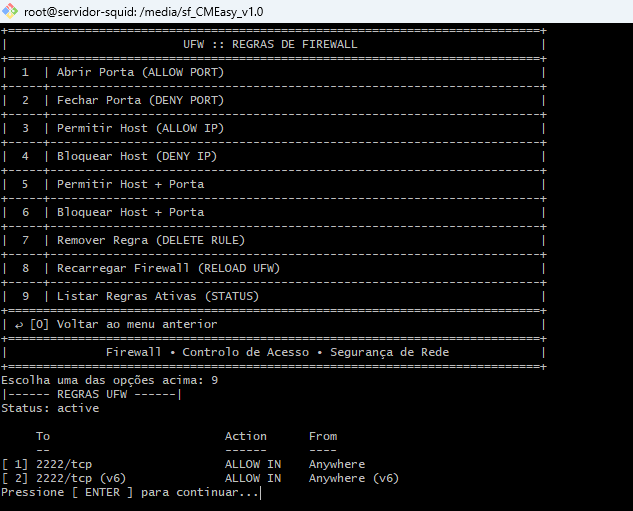 root@servidor-squid: /media/sf_CMEasy_v1.0
+=============================================================================+
| UFW :: REGRAS DE FIREWALL |
+=============================================================================+
| 1 | Abrir Porta (ALLOW PORT) |
+-----+-----------------------------------------------------------------------+
| 2 | Fechar Porta (DENY PORT) |
+-----+-----------------------------------------------------------------------+
| 3 | Permitir Host (ALLOW IP) |
+-----+-----------------------------------------------------------------------+
| 4 | Bloquear Host (DENY IP) |
+-----+-----------------------------------------------------------------------+
| 5 | Permitir Host + Porta |
+-----+-----------------------------------------------------------------------+
| 6 | Bloquear Host + Porta |
+-----+-----------------------------------------------------------------------+
| 7 | Remover Regra (DELETE RULE) |
+-----+-----------------------------------------------------------------------+
| 8 | Recarregar Firewall (RELOAD UFW) |
+-----+-----------------------------------------------------------------------+
| 9 | Listar Regras Ativas (STATUS) |
+=============================================================================+
| ↩ [0] Voltar ao menu anterior |
+=============================================================================+
| Firewall • Controlo de Acesso • Segurança de Rede |
+=============================================================================+
Escolha uma das opções acima: 9
|------ REGRAS UFW ------|
Status: active
To Action From
-- ------ ----
[ 1] 2222/tcp ALLOW IN Anywhere
[ 2] 2222/tcp (v6) ALLOW IN Anywhere (v6)
Pressione [ ENTER ] para continuar...